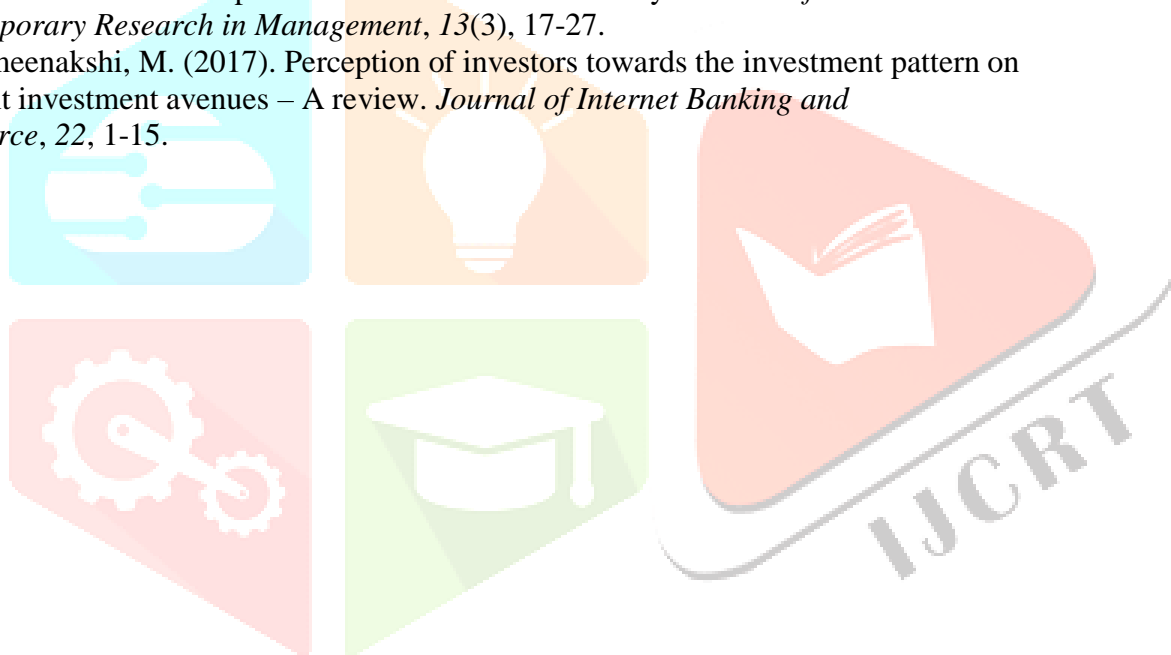 porary Research in Management, 13(3), 17-27.
neenakshi, M. (2017). Perception of investors towards the investment pattern on
t investment avenues – A review. Journal of Internet Banking and
rce, 22, 1-15.
IJCRT